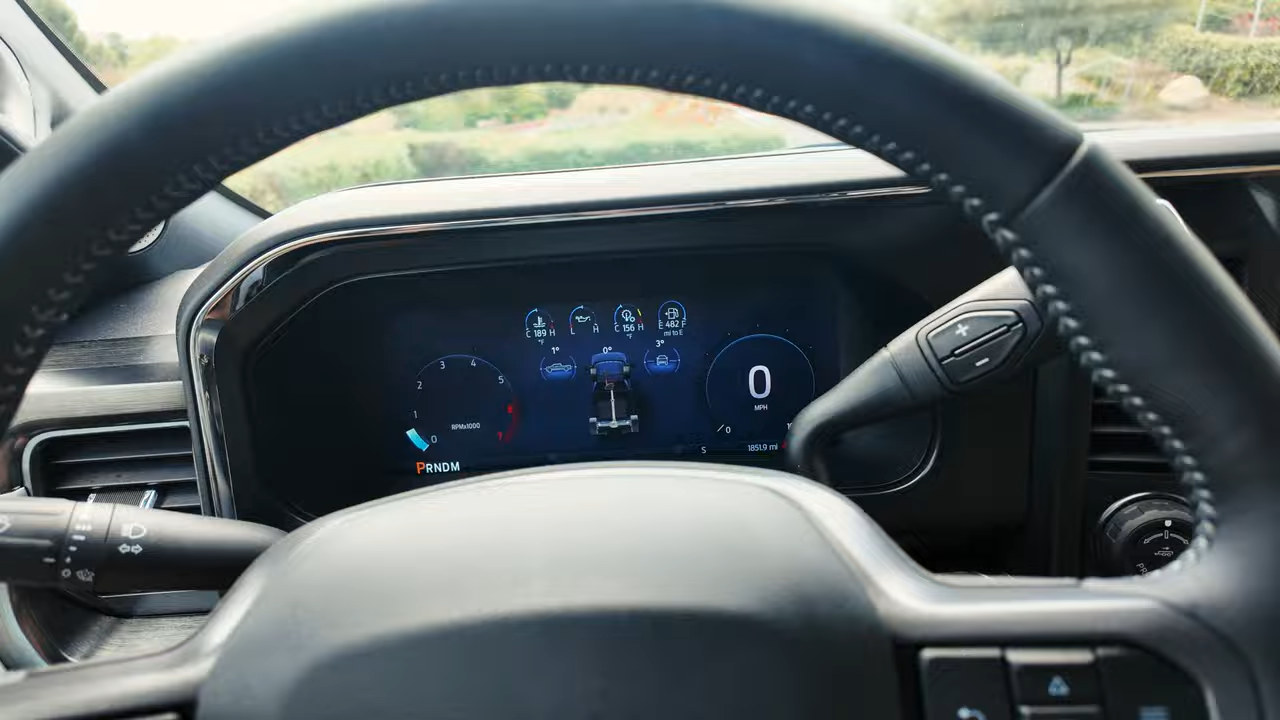 C 189 H
°F
H
C 156 H
°F
E 482 F
mi to E
1°
0°
3°
0
1
2
3
4
5
6
7
RPMx1000
0
MPH
0
PRNDM
S
1851.9 mi
+
-